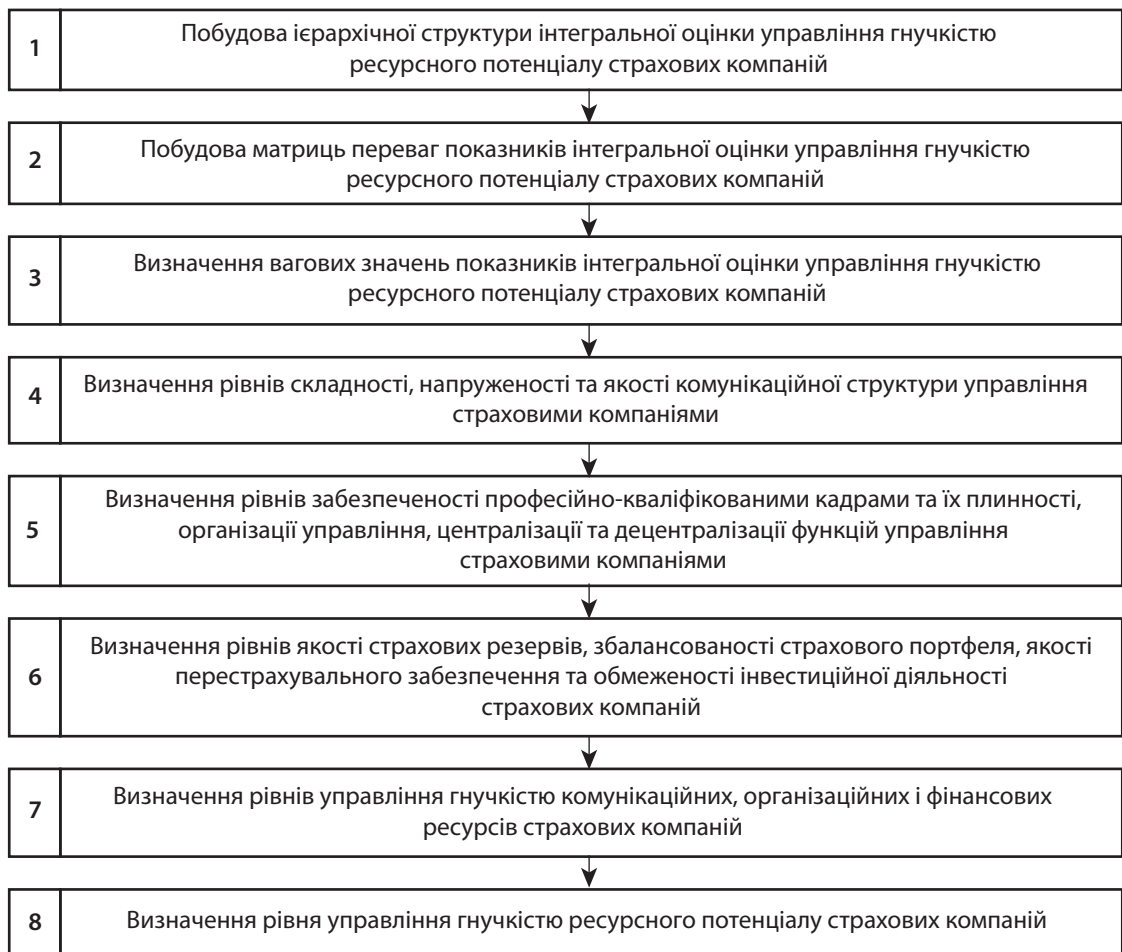 1
Побудова ієрархічної структури інтегральної оцінки управління гнучкістю
ресурсного потенціалу страхових компаній
2
Побудова матриць переваг показників інтегральної оцінки управління гнучкістю
ресурсного потенціалу страхових компаній
3
Визначення вагових значень показників інтегральної оцінки управління гнучкістю
ресурсного потенціалу страхових компаній
4
Визначення рівнів складності, напруженості та якості комунікаційної структури управління
страховими компаніями
5
Визначення рівнів забезпеченості професійно-кваліфікованими кадрами та їх плинності,
організації управління, централізації та децентралізації функцій управління
страховими компаніями
6
Визначення рівнів якості страхових резервів, збалансованості страхового портфеля, якості
перестрахувального забезпечення та обмеженості інвестиційної діяльності
страхових компаній
7
Визначення рівнів управління гнучкістю комунікаційних, організаційних і фінансових
ресурсів страхових компаній
8
Визначення рівня управління гнучкістю ресурсного потенціалу страхових компаній